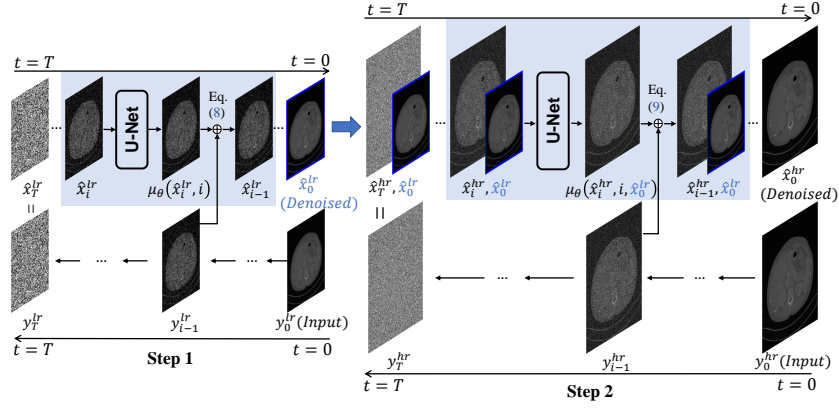 t = T t = 0
... U-Net Eq. (8) ⊕ ...
x̂_T^{lr} x̂_i^{lr} μ_θ(x̂_i^{lr}, i) x̂_{i−1}^{lr} x̂_0^{lr} (Denoised)
=
... ...
y_T^{lr} y_{i−1}^{lr} y_0^{lr} (Input)
t = T t = 0
Step 1
t = T t = 0
... U-Net Eq. (9) ⊕ ...
x̂_T^{hr}, x̂_0^{lr} x̂_i^{hr}, x̂_0^{lr} μ_θ(x̂_i^{hr}, i, x̂_0^{lr}) x̂_{i−1}^{hr}, x̂_0^{lr} x̂_0^{hr} (Denoised)
=
... ...
y_T^{hr} y_{i−1}^{hr} y_0^{hr} (Input)
t = T t = 0
Step 2